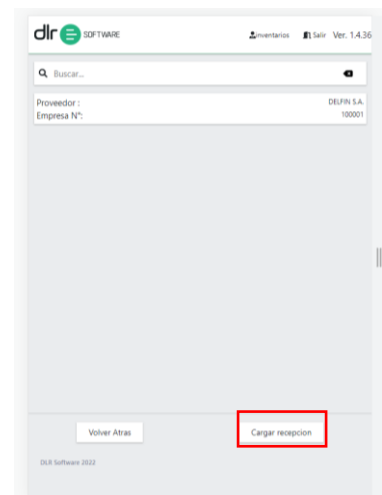 dlr SOFTWARE Inventarios Salir Ver. 1.4.36
Buscar...
Proveedor : DELFIN S.A.
Empresa N°: 100001
Volver Atras Cargar recepcion
DLR Software 2022